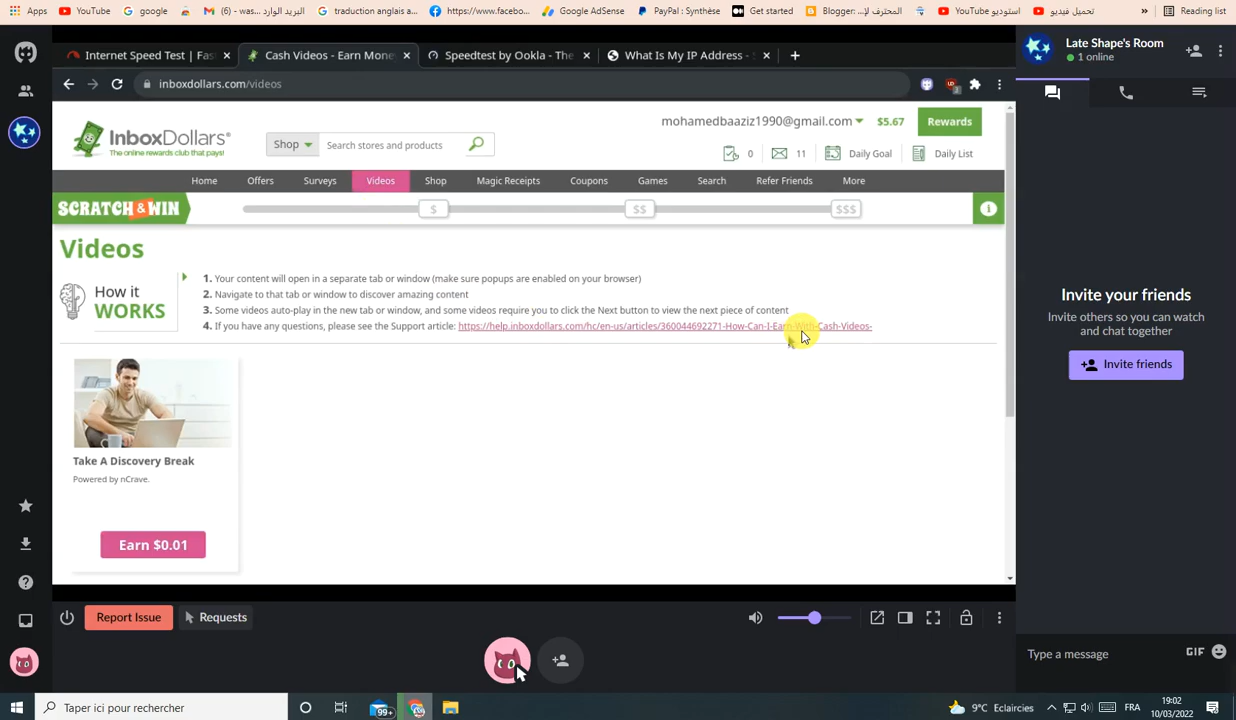 Apps
YouTube
google
(6) البريد الوارد - was...
traduction anglais a...
https://www.facebo...
Google AdSense
PayPal : Synthèse
Get started
Blogger: المحترف لإ...
استوديو YouTube
تحميل فيديو
»
Reading list
Internet Speed Test | Fas
Cash Videos - Earn Money
Speedtest by Ookla - The
What Is My IP Address - S
Late Shape's Room
1 online
inboxdollars.com/videos
3
InboxDollars®
The online rewards club that pays!
Shop
Search stores and products
mohamedbaaziz1990@gmail.com
$5.67
Rewards
0
11
Daily Goal
Daily List
Home
Offers
Surveys
Videos
Shop
Magic Receipts
Coupons
Games
Search
Refer Friends
More
SCRATCH & WIN
$
$$
$$$
Videos
How it
WORKS
1. Your content will open in a separate tab or window (make sure popups are enabled on your browser)
2. Navigate to that tab or window to discover amazing content
3. Some videos auto-play in the new tab or window, and some videos require you to click the Next button to view the next piece of content
4. If you have any questions, please see the Support article: https://help.inboxdollars.com/hc/en-us/articles/360044692271-How-Can-I-Earn-With-Cash-Videos-
Invite your friends
Invite others so you can watch
and chat together
Invite friends
Take A Discovery Break
Powered by nCrave.
Earn $0.01
Report Issue
Requests
Type a message
GIF
Taper ici pour rechercher
99+
9°C Eclaircies
FRA
19:02
10/03/2022